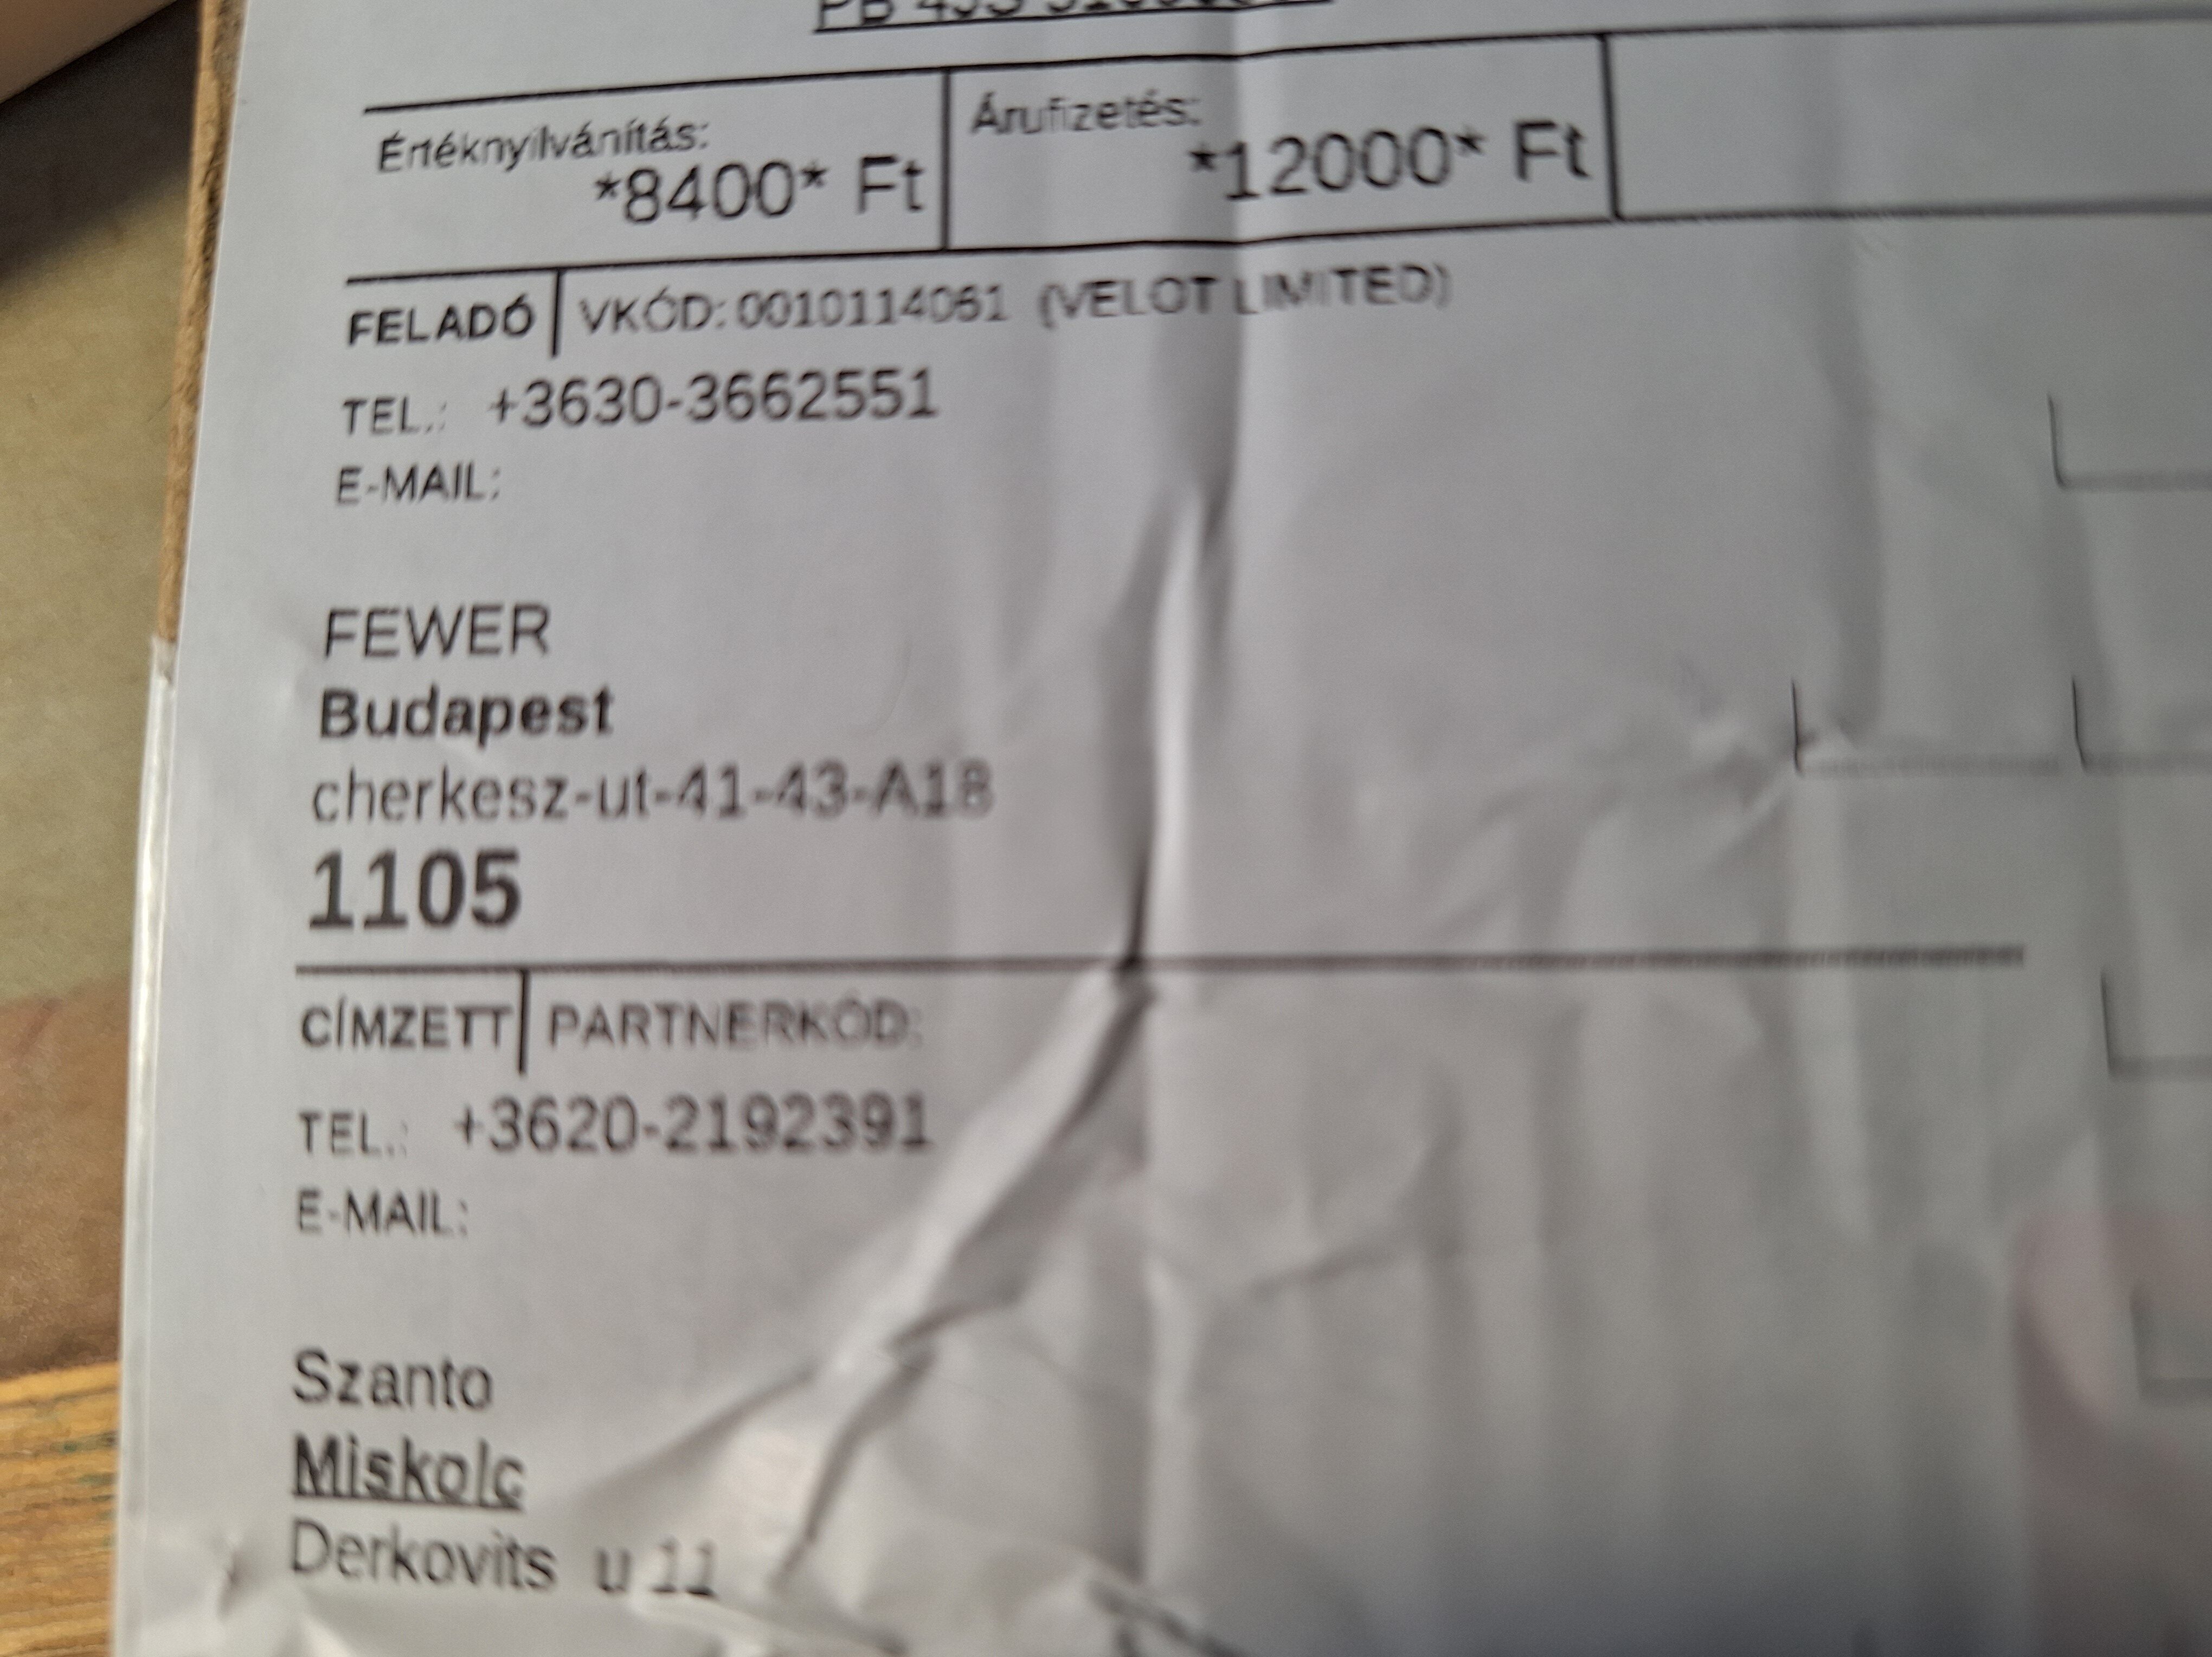 Értéknyilvánítás:
*8400* Ft
Árufizetés:
*12000* Ft
FELADÓ VKÓD: 0010114061 (VELOT LIMITED)
TEL.: +3630-3662551
E-MAIL:
FEWER
Budapest
cherkesz-ut-41-43-A18
1105
CÍMZETT PARTNERKÓD:
TEL.: +3620-2192391
E-MAIL:
Szanto
Miskolc
Derkovits u 11